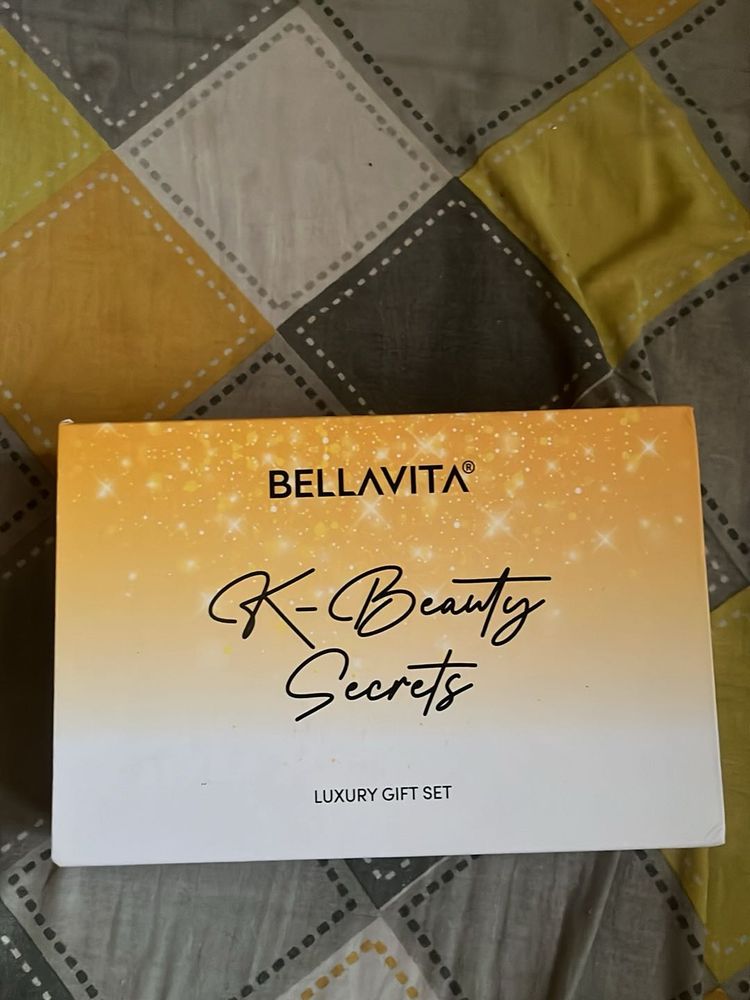 BELLAVITA®
K-Beauty
Secrets
LUXURY GIFT SET